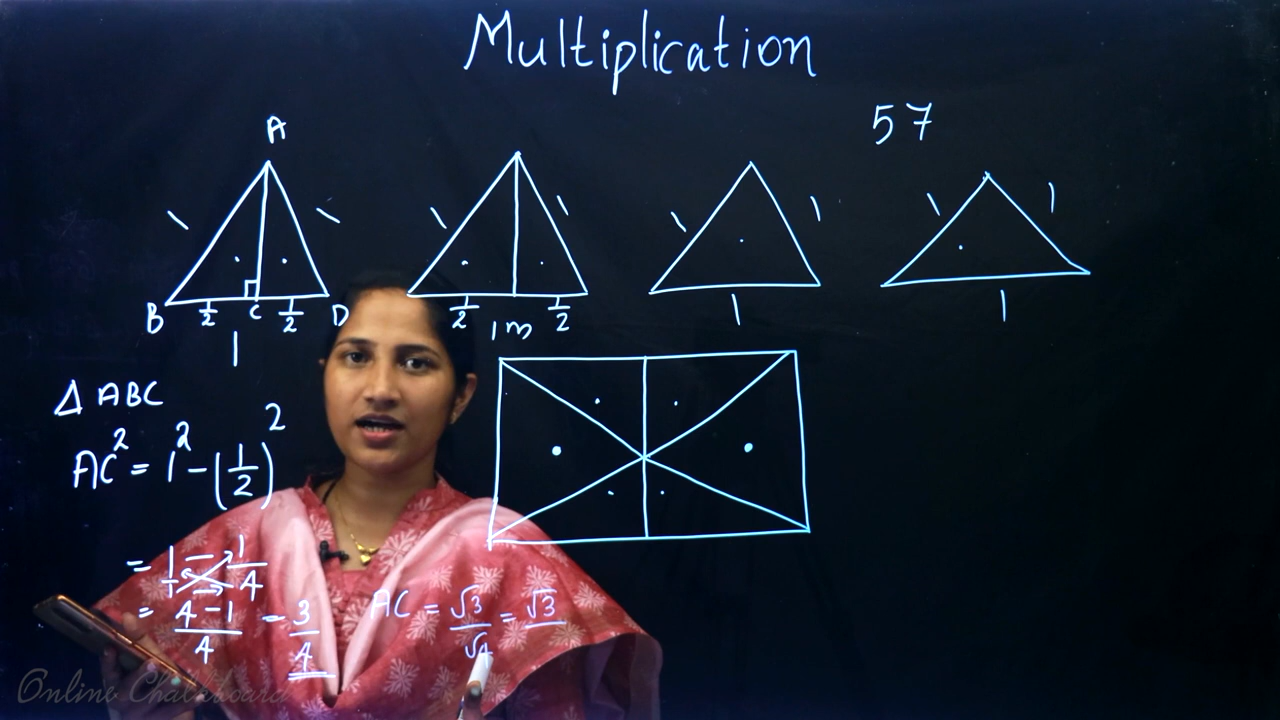 Multiplication
57
A
B 1/2 C 1/2 D
1
1/2 1m 1/2
1
1
Δ ABC
AC² = 1² - (1/2)²
= 1/1 - 1/4
= 4-1/4 = 3/4
AC = √3/√4 = √3
Online Chalkboard